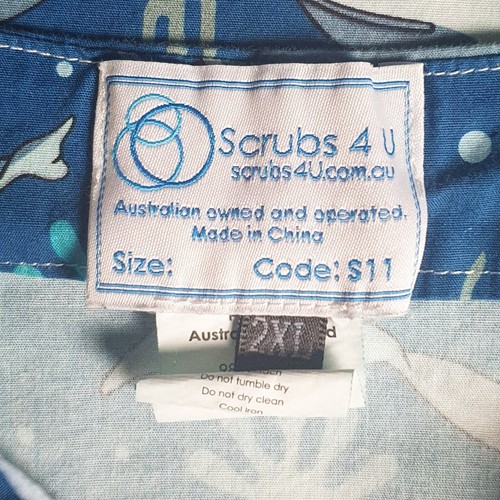 Scrubs 4 U
scrubs4U.com.au
Australian owned and operated.
Made in China
Size: Code: S11
2XL
Do not tumble dry
Do not dry clean
Cool Iron